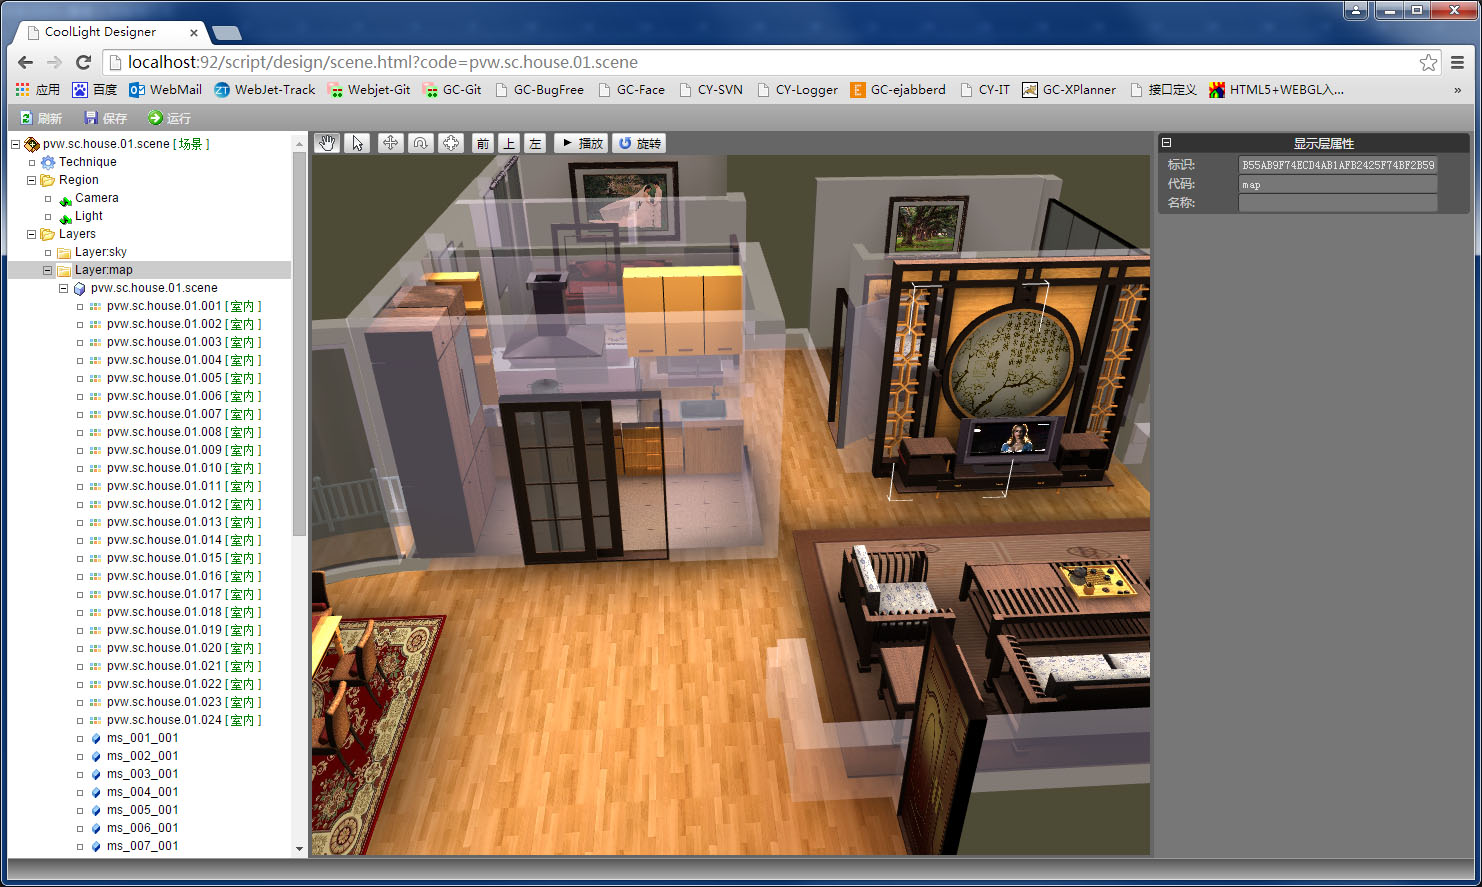 CoolLight Designer
localhost:92/script/design/scene.html?code=pvw.sc.house.01.scene
应用 百度 WebMail WebJet-Track Webjet-Git GC-Git GC-BugFree GC-Face CY-SVN CY-Logger GC-ejabberd CY-IT GC-XPlanner 接口定义 HTML5+WEBGL入... »
刷新 保存 运行
前 上 左 播放 旋转
pvw.sc.house.01.scene [ 场景 ]
Technique
Region
Camera
Light
Layers
Layer:sky
Layer:map
pvw.sc.house.01.scene
pvw.sc.house.01.001 [ 室内 ]
pvw.sc.house.01.002 [ 室内 ]
pvw.sc.house.01.003 [ 室内 ]
pvw.sc.house.01.004 [ 室内 ]
pvw.sc.house.01.005 [ 室内 ]
pvw.sc.house.01.006 [ 室内 ]
pvw.sc.house.01.007 [ 室内 ]
pvw.sc.house.01.008 [ 室内 ]
pvw.sc.house.01.009 [ 室内 ]
pvw.sc.house.01.010 [ 室内 ]
pvw.sc.house.01.011 [ 室内 ]
pvw.sc.house.01.012 [ 室内 ]
pvw.sc.house.01.013 [ 室内 ]
pvw.sc.house.01.014 [ 室内 ]
pvw.sc.house.01.015 [ 室内 ]
pvw.sc.house.01.016 [ 室内 ]
pvw.sc.house.01.017 [ 室内 ]
pvw.sc.house.01.018 [ 室内 ]
pvw.sc.house.01.019 [ 室内 ]
pvw.sc.house.01.020 [ 室内 ]
pvw.sc.house.01.021 [ 室内 ]
pvw.sc.house.01.022 [ 室内 ]
pvw.sc.house.01.023 [ 室内 ]
pvw.sc.house.01.024 [ 室内 ]
ms_001_001
ms_002_001
ms_003_001
ms_004_001
ms_005_001
ms_006_001
ms_007_001
显示层属性
标识: B55AB9F74ECD4AB1AFB2425F74BF2B59
代码: map
名称: